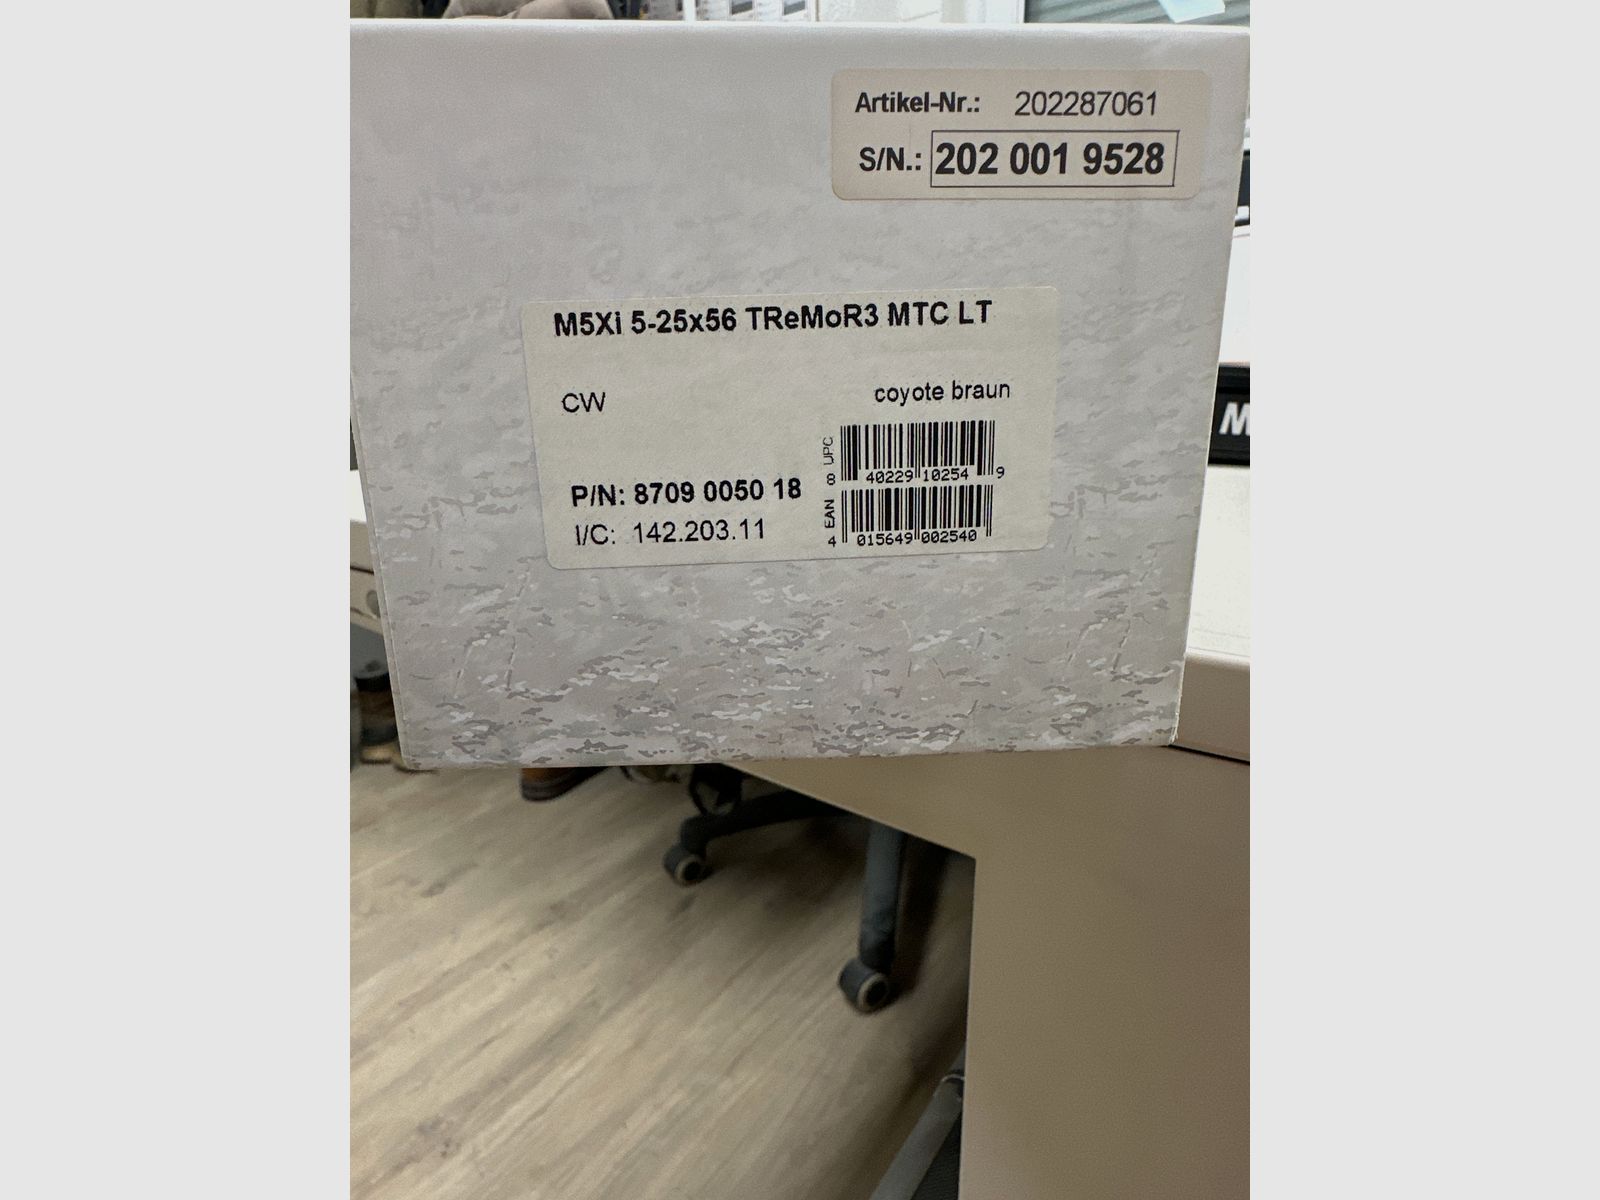 Artikel-Nr.: 202287061
S/N.: 202 001 9528
M5Xi 5-25x56 TReMoR3 MTC LT
CW
coyote braun
8 UPC 40229 10254 9
P/N: 8709 0050 18
I/C: 142.203.11
4 EAN 015649 002540
M